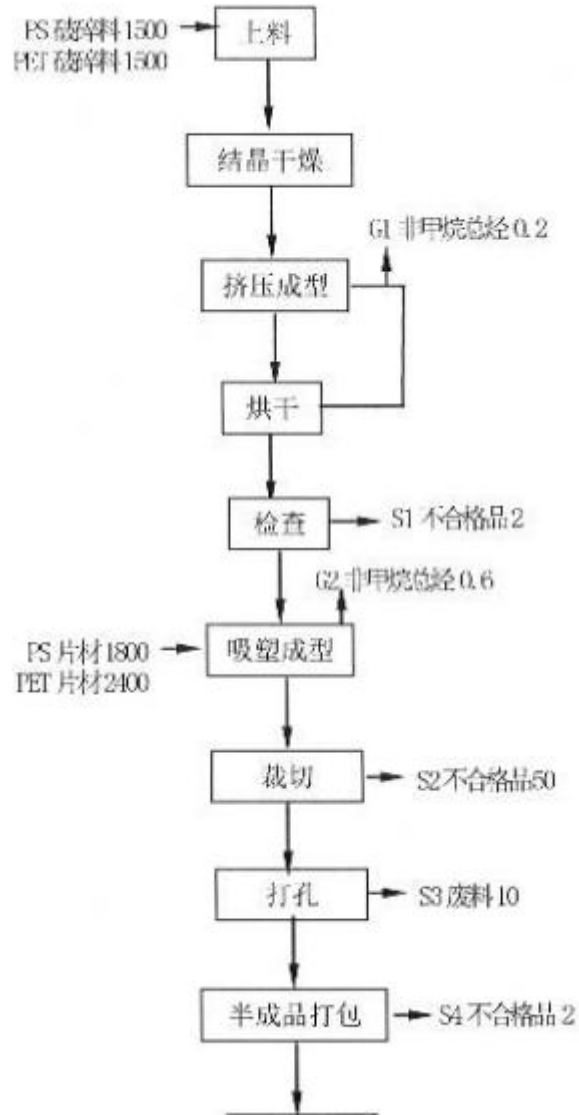 PS 破碎料 1500
PET 破碎料 1500
上料
结晶干燥
G1 非甲烷总烃 0.2
挤压成型
烘干
检查
S1 不合格品 2
G2 非甲烷总烃 0.6
PS 片材 1800
PET 片材 2400
吸塑成型
裁切
S2 不合格品 50
打孔
S3 废料 10
半成品打包
S4 不合格品 2